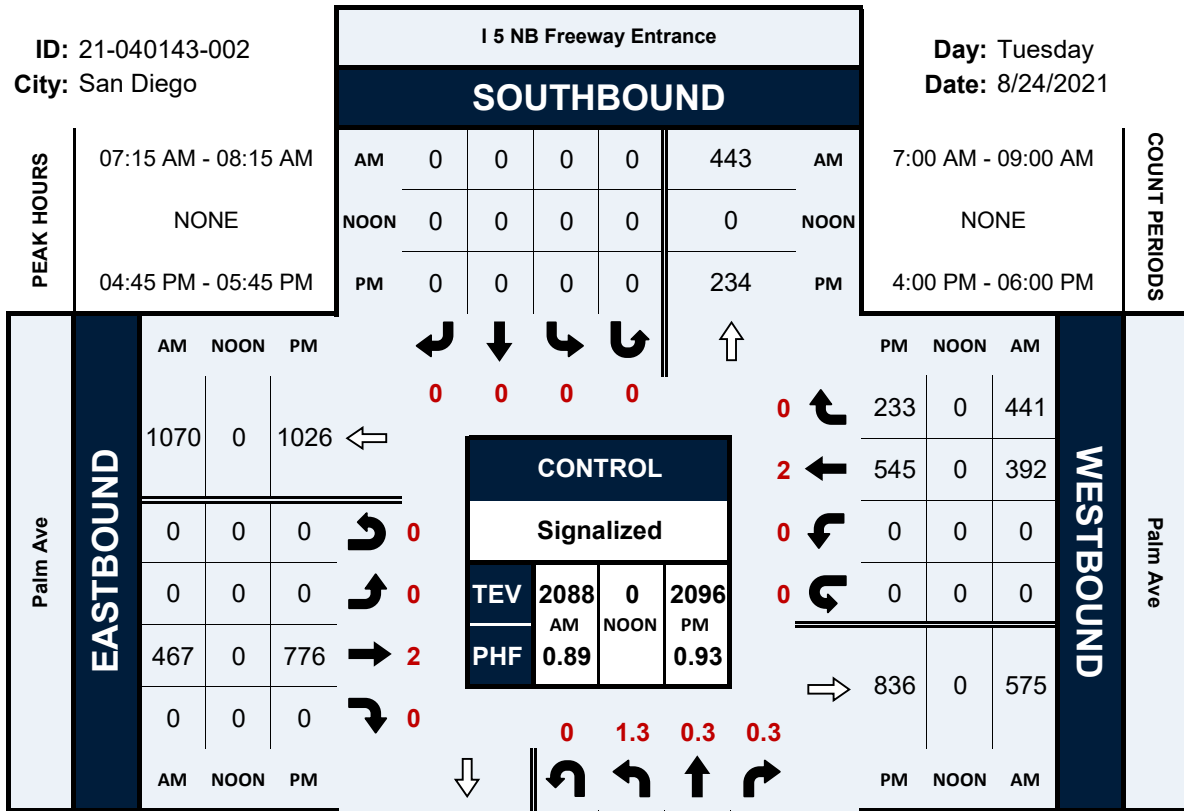 I 5 NB Freeway Entrance
ID: 21-040143-002
City: San Diego
Day: Tuesday
Date: 8/24/2021
SOUTHBOUND
PEAK HOURS
07:15 AM - 08:15 AM
NONE
04:45 PM - 05:45 PM
AM 0 0 0 0 443 AM
NOON 0 0 0 0 0 NOON
PM 0 0 0 0 234 PM
7:00 AM - 09:00 AM
NONE
4:00 PM - 06:00 PM
COUNT PERIODS
0 0 0 0
Palm Ave
EASTBOUND
AM NOON PM
1070 0 1026
0 0 0 0
0 0 0 0
467 0 776 2
0 0 0 0
AM NOON PM
CONTROL
Signalized
TEV 2088 0 2096
AM NOON PM
PHF 0.89 0.93
PM NOON AM
0 233 0 441
2 545 0 392
0 0 0 0
0 0 0 0
836 0 575
PM NOON AM
WESTBOUND
Palm Ave
0 1.3 0.3 0.3